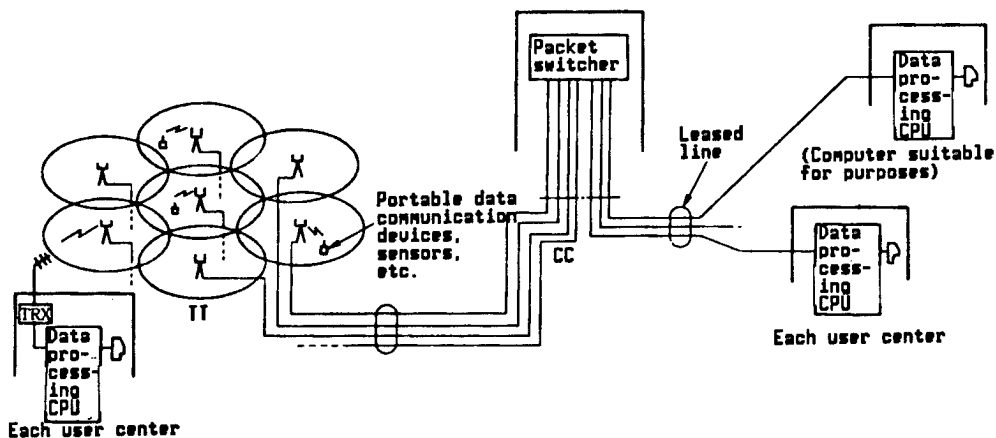 Packet
switcher
Data
pro-
cess-
ing
CPU
(Computer suitable
for purposes)
Leased
line
Portable data
communication
devices,
sensors,
etc.
CC
TT
Data
pro-
cess-
ing
CPU
Each user center
TRX
Data
pro-
cess-
ing
CPU
Each user center